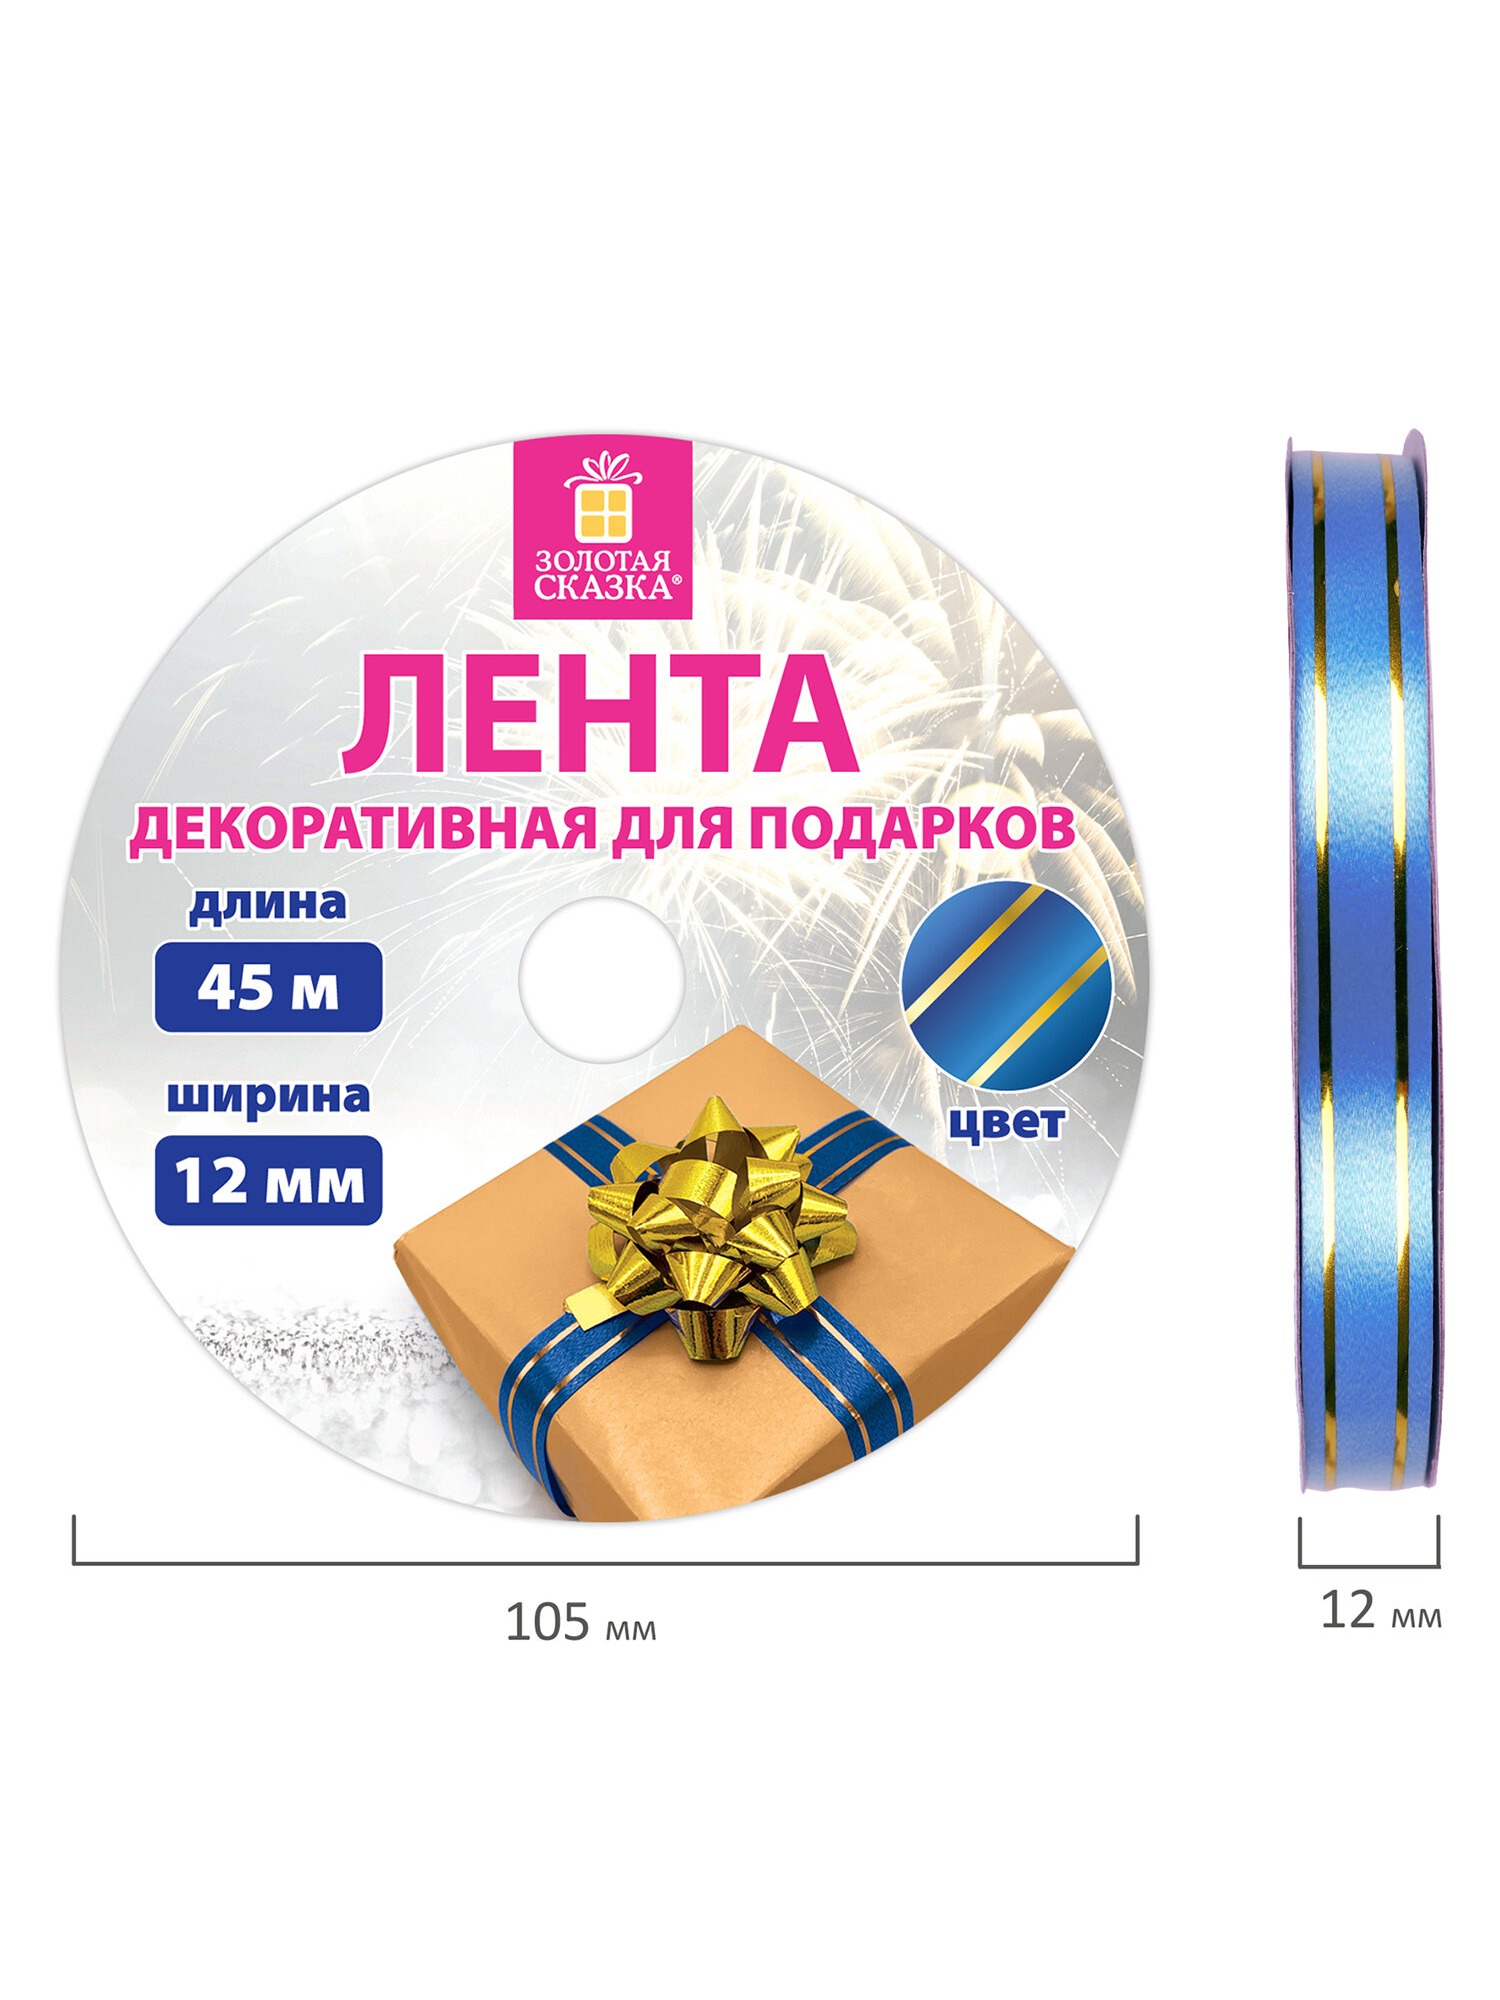 ЗОЛОТАЯ
СКАЗКА®
ЛЕНТА
ДЕКОРАТИВНАЯ ДЛЯ ПОДАРКОВ
длина
45 м
ширина
12 мм
цвет
105 мм
12 мм